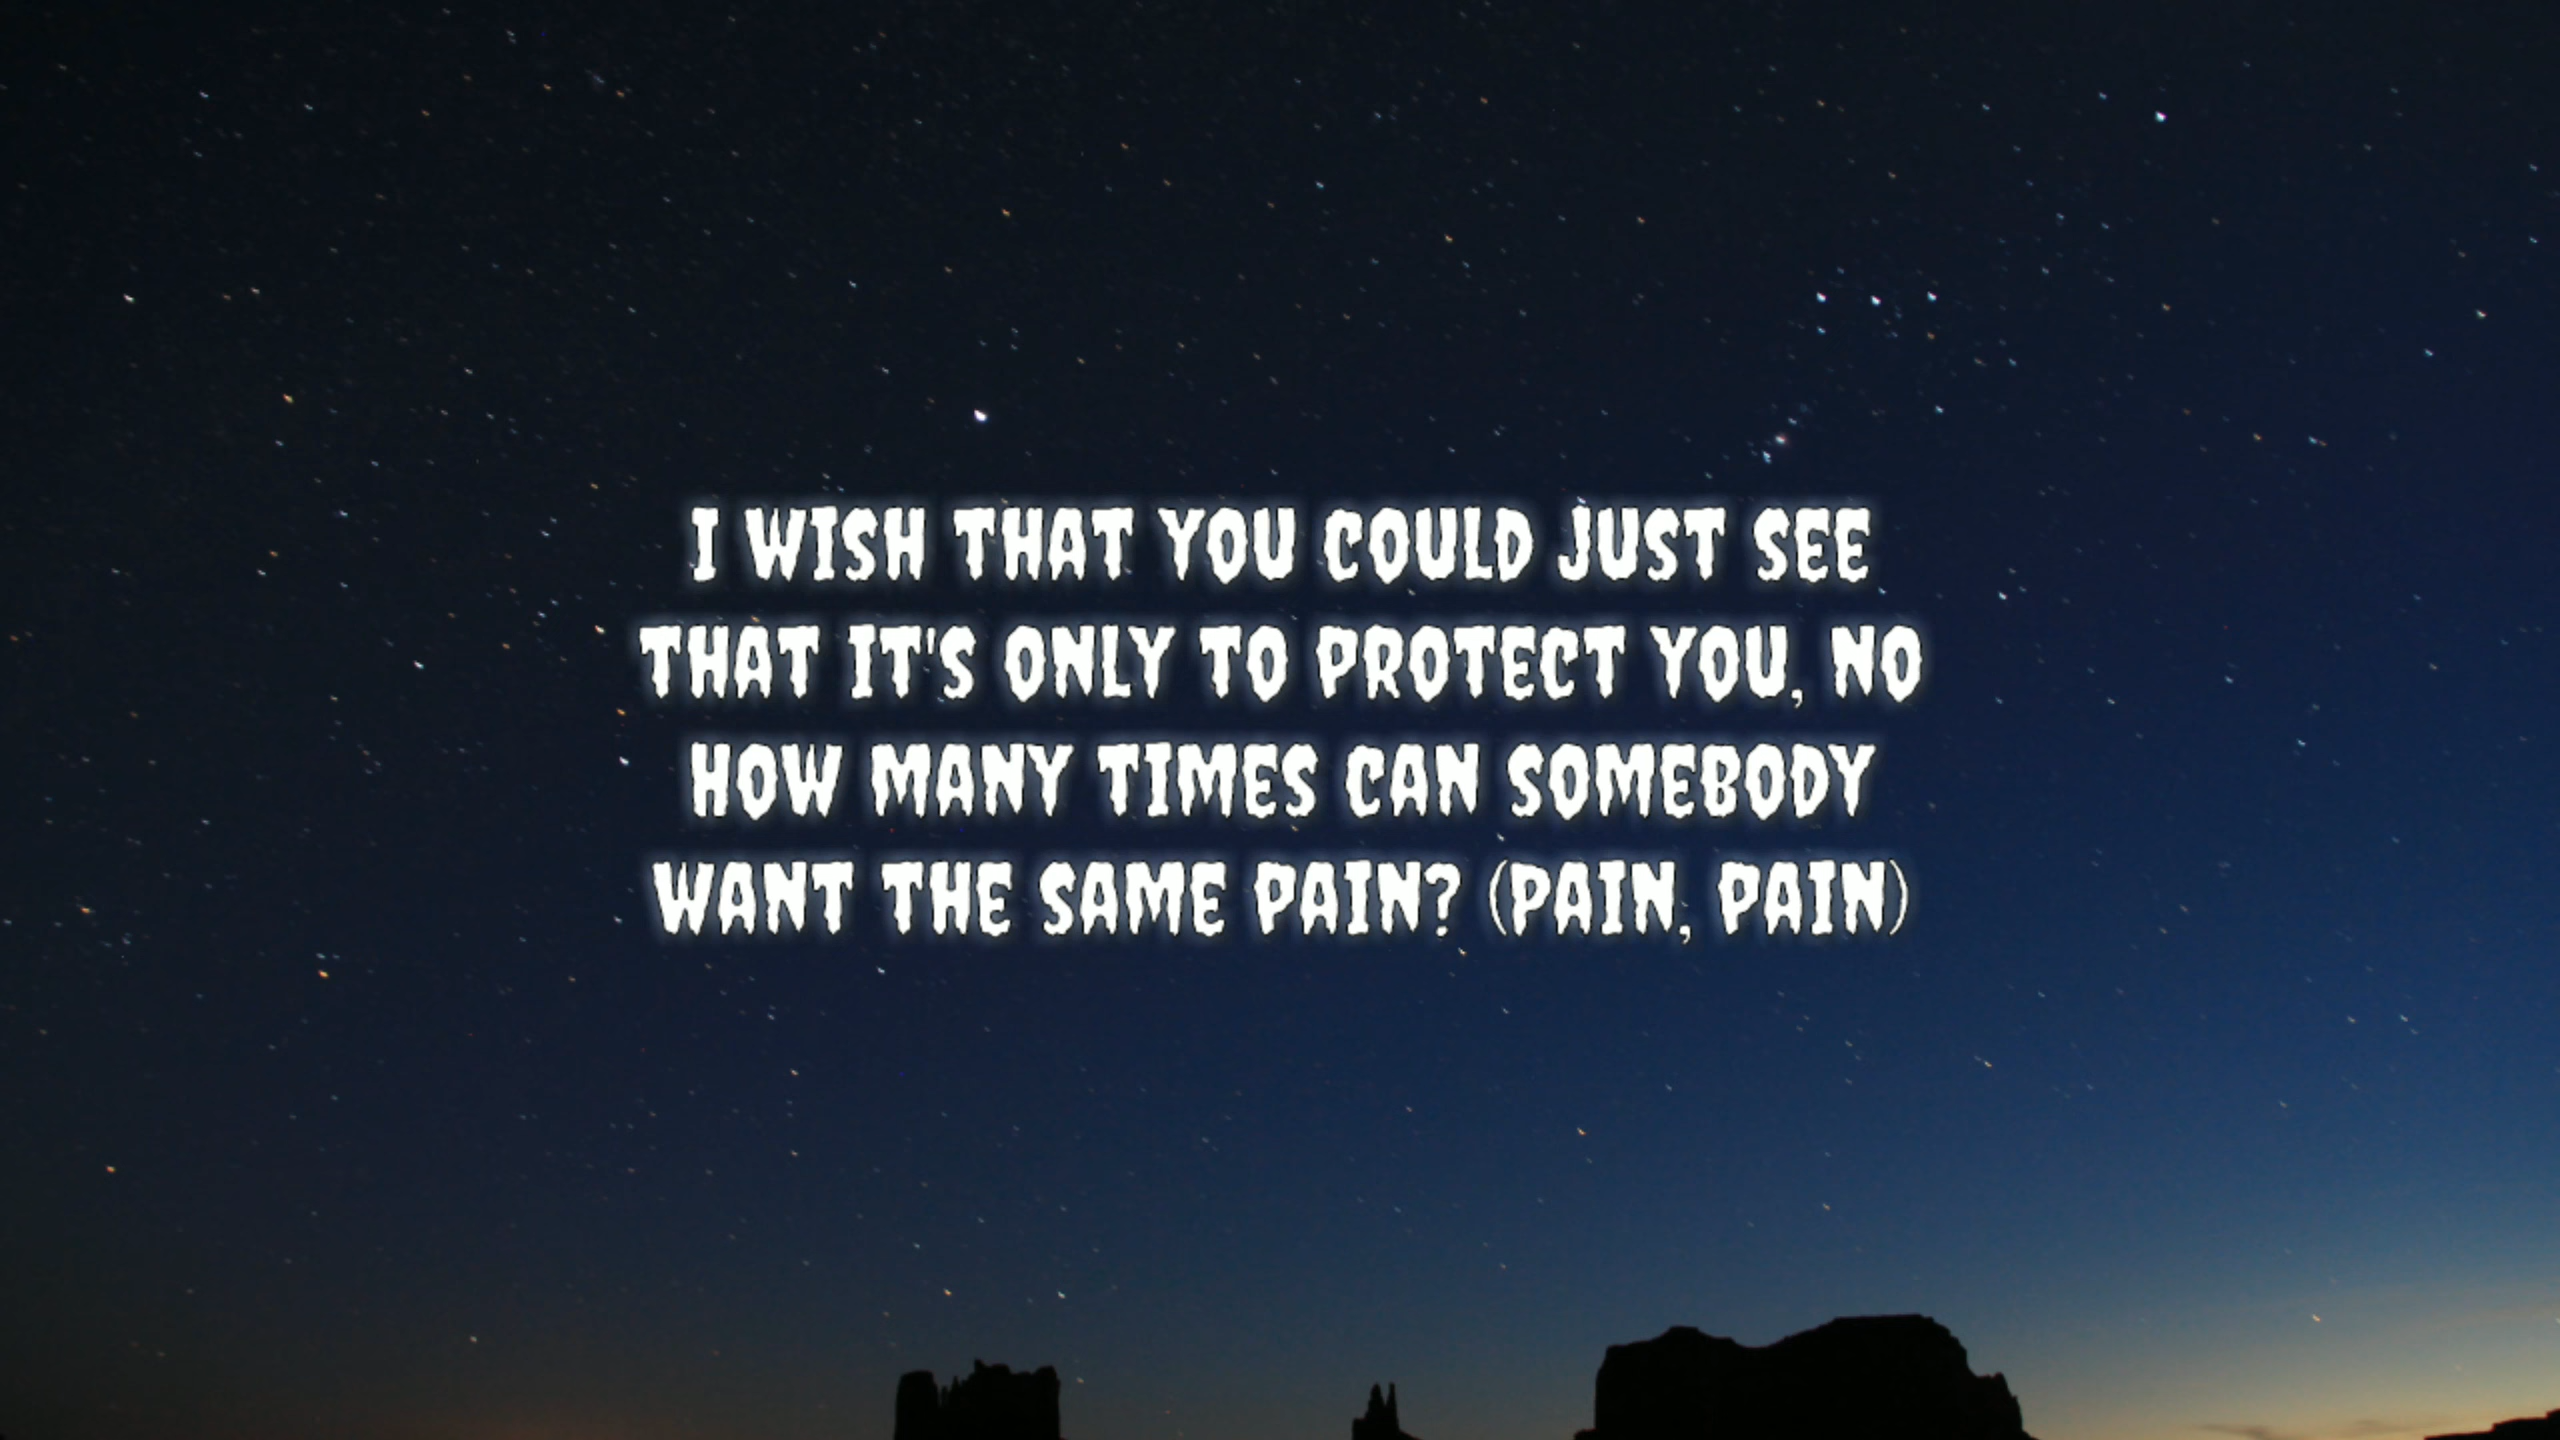 I WISH THAT YOU COULD JUST SEE
THAT IT'S ONLY TO PROTECT YOU, NO
HOW MANY TIMES CAN SOMEBODY
WANT THE SAME PAIN? (PAIN, PAIN)